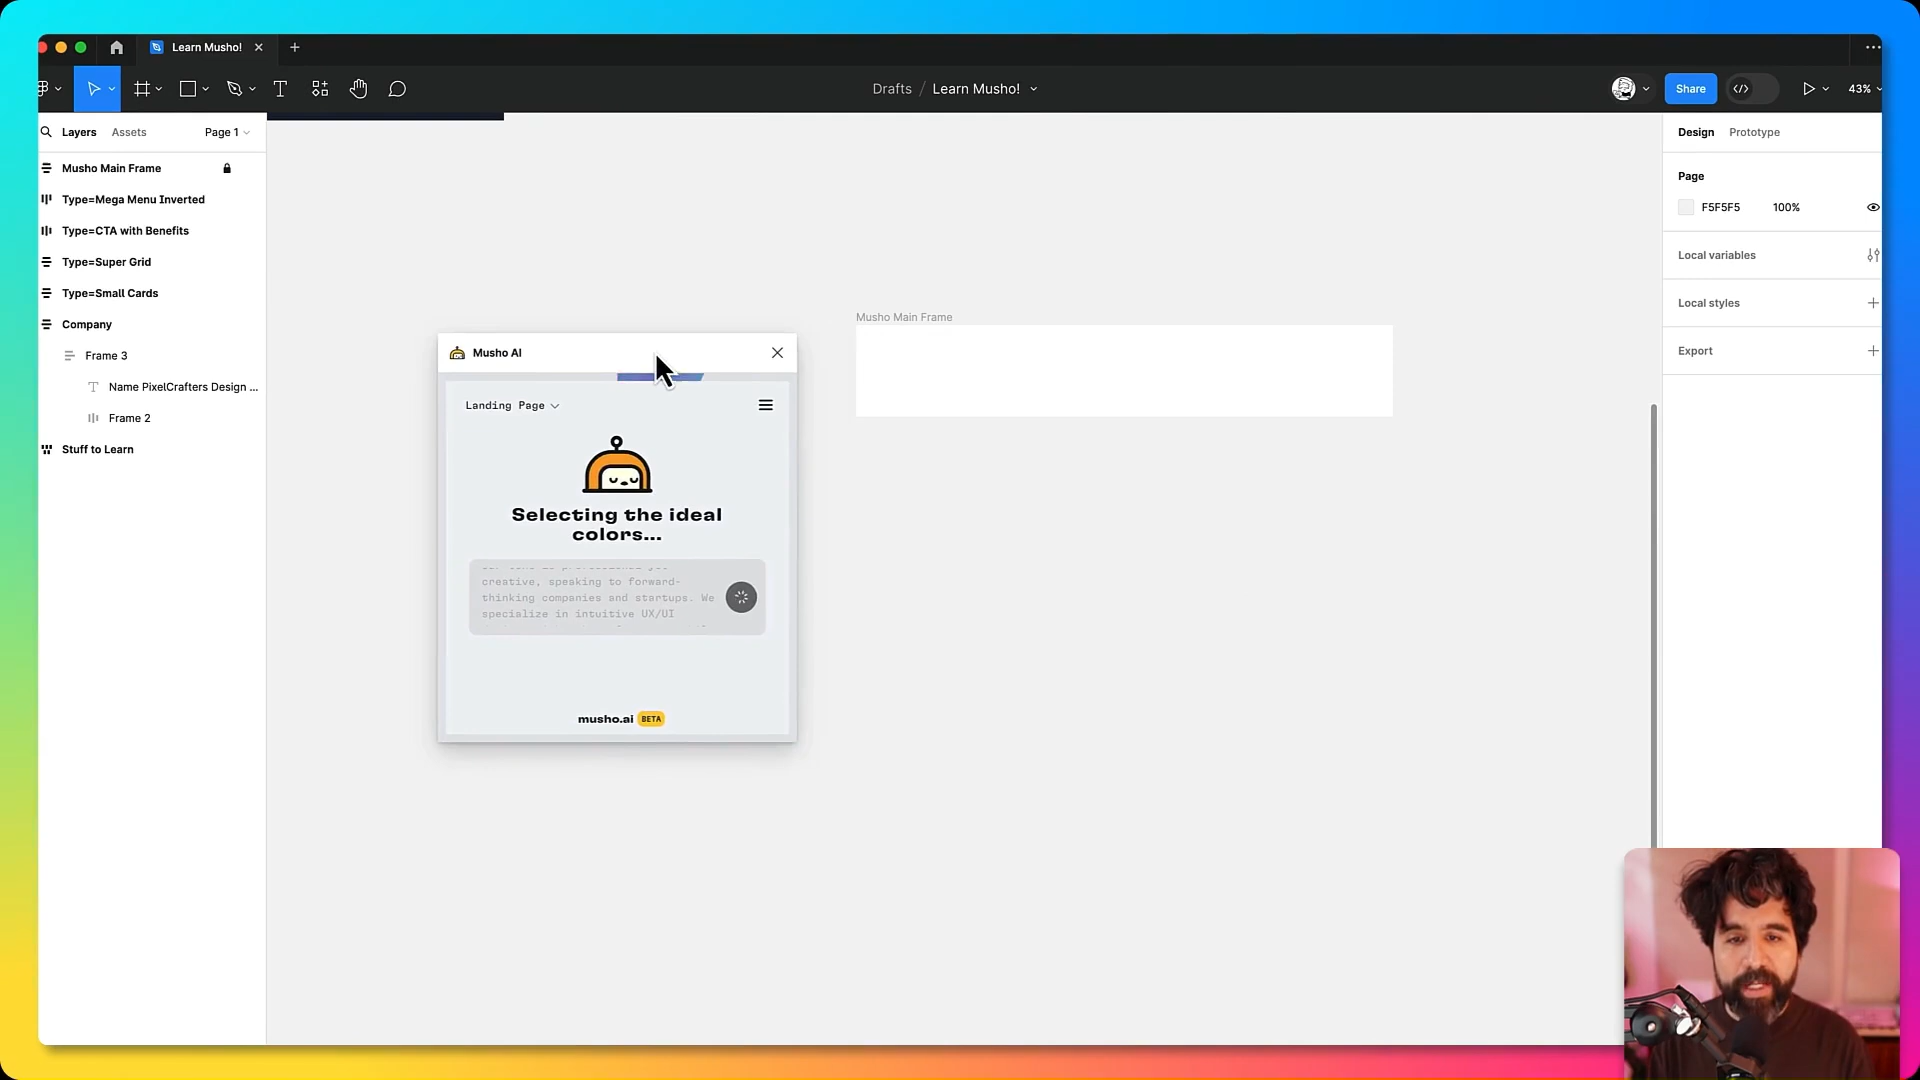 Learn Musho!
Drafts / Learn Musho!
Share
43%
Layers
Assets
Page 1
Musho Main Frame
Type=Mega Menu Inverted
Type=CTA with Benefits
Type=Super Grid
Type=Small Cards
Company
Frame 3
Name PixelCrafters Design ...
Frame 2
Stuff to Learn
Musho AI
Landing Page
Selecting the ideal
colors...
creative, speaking to forward-
thinking companies and startups. We
specialize in intuitive UX/UI
musho.ai BETA
Musho Main Frame
Design
Prototype
Page
F5F5F5
100%
Local variables
Local styles
Export